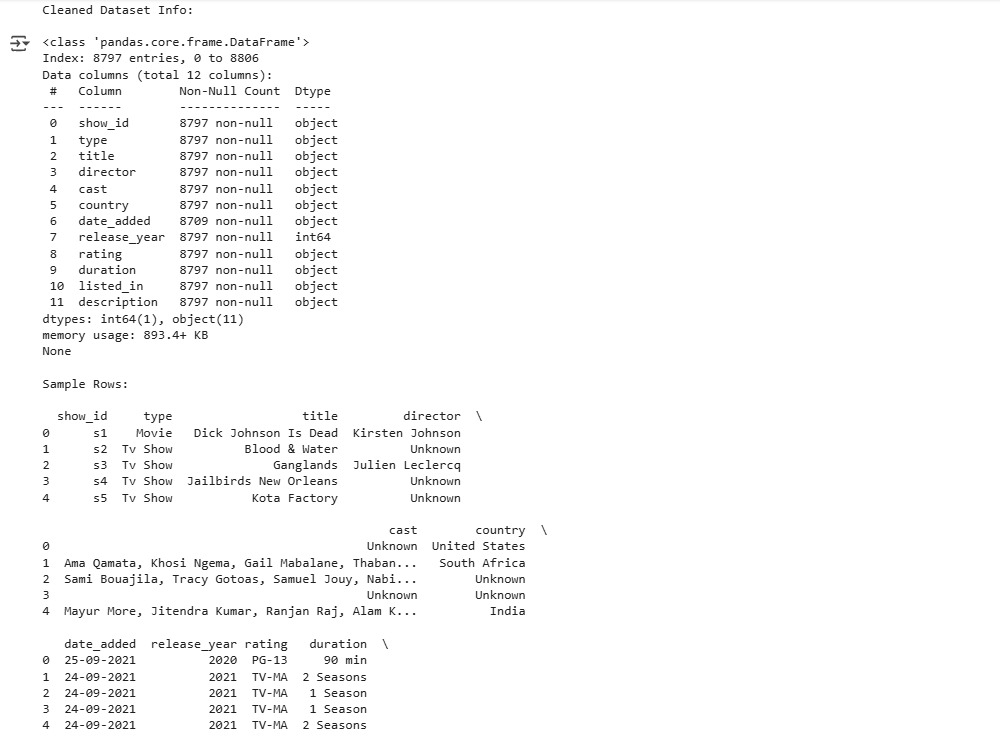 Cleaned Dataset Info:
<class 'pandas.core.frame.DataFrame'>
Index: 8797 entries, 0 to 8806
Data columns (total 12 columns):
 #   Column        Non-Null Count  Dtype
---  ------        --------------  -----
 0   show_id       8797 non-null   object
 1   type          8797 non-null   object
 2   title         8797 non-null   object
 3   director      8797 non-null   object
 4   cast          8797 non-null   object
 5   country       8797 non-null   object
 6   date_added    8709 non-null   object
 7   release_year  8797 non-null   int64
 8   rating        8797 non-null   object
 9   duration      8797 non-null   object
 10  listed_in     8797 non-null   object
 11  description   8797 non-null   object
dtypes: int64(1), object(11)
memory usage: 893.4+ KB
None
Sample Rows:
  show_id     type                  title         director  \
0      s1    Movie   Dick Johnson Is Dead  Kirsten Johnson
1      s2  Tv Show          Blood & Water          Unknown
2      s3  Tv Show              Ganglands  Julien Leclercq
3      s4  Tv Show  Jailbirds New Orleans          Unknown
4      s5  Tv Show           Kota Factory          Unknown
                                                cast        country  \
0                                            Unknown  United States
1  Ama Qamata, Khosi Ngema, Gail Mabalane, Thaban...   South Africa
2  Sami Bouajila, Tracy Gotoas, Samuel Jouy, Nabi...        Unknown
3                                            Unknown        Unknown
4  Mayur More, Jitendra Kumar, Ranjan Raj, Alam K...          India
   date_added  release_year rating   duration  \
0  25-09-2021          2020  PG-13     90 min
1  24-09-2021          2021  TV-MA  2 Seasons
2  24-09-2021          2021  TV-MA   1 Season
3  24-09-2021          2021  TV-MA   1 Season
4  24-09-2021          2021  TV-MA  2 Seasons